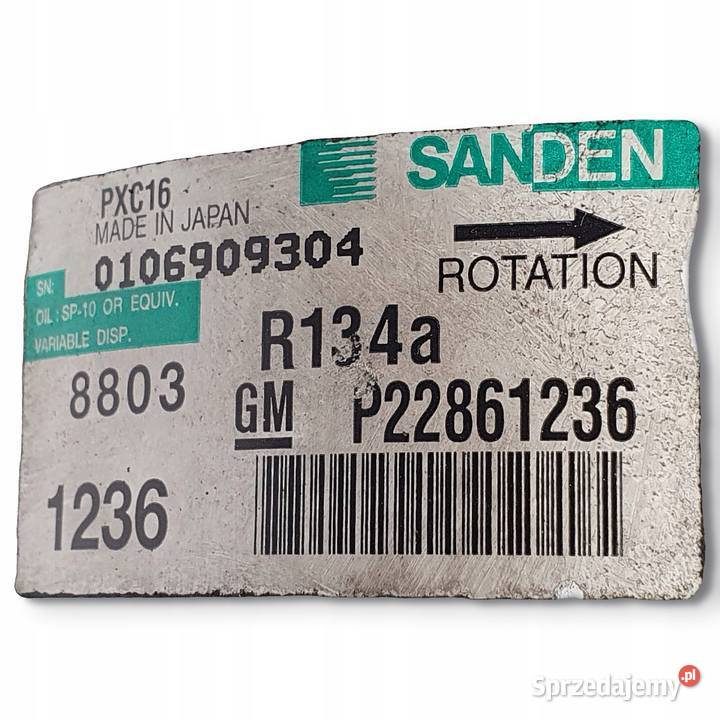 SANDEN
PXC16
MADE IN JAPAN
SN: 0106909304
ROTATION
OIL : SP-10 OR EQUIV.
VARIABLE DISP.
R134a
8803
GM P22861236
1236
Sprzedajemy.pl